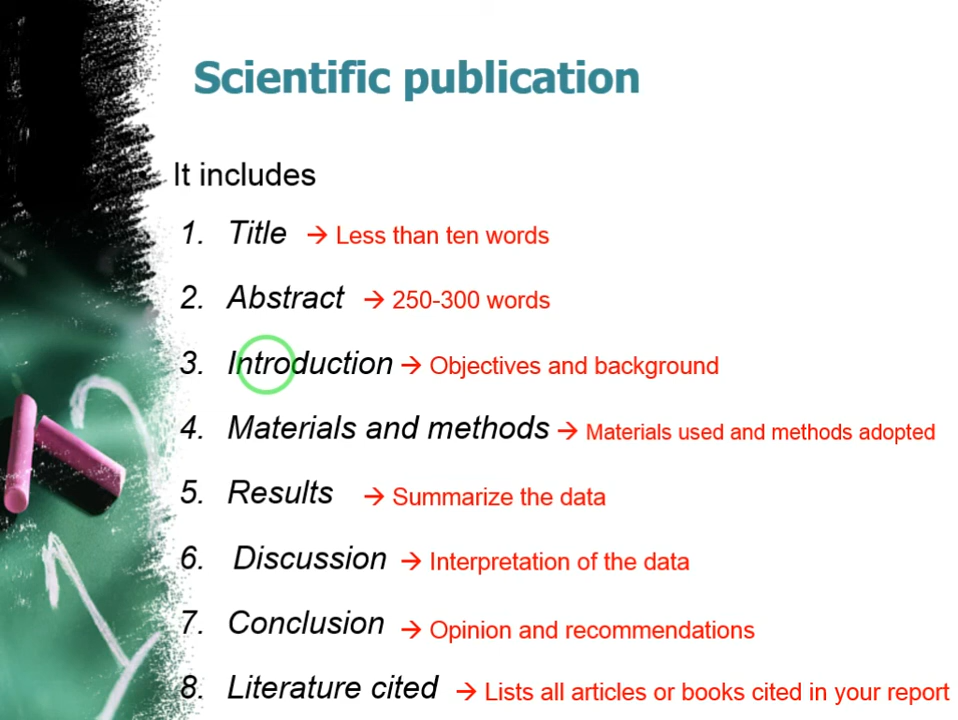 Scientific publication
It includes
1. Title → Less than ten words
2. Abstract → 250-300 words
3. Introduction → Objectives and background
4. Materials and methods → Materials used and methods adopted
5. Results → Summarize the data
6. Discussion → Interpretation of the data
7. Conclusion → Opinion and recommendations
8. Literature cited → Lists all articles or books cited in your report